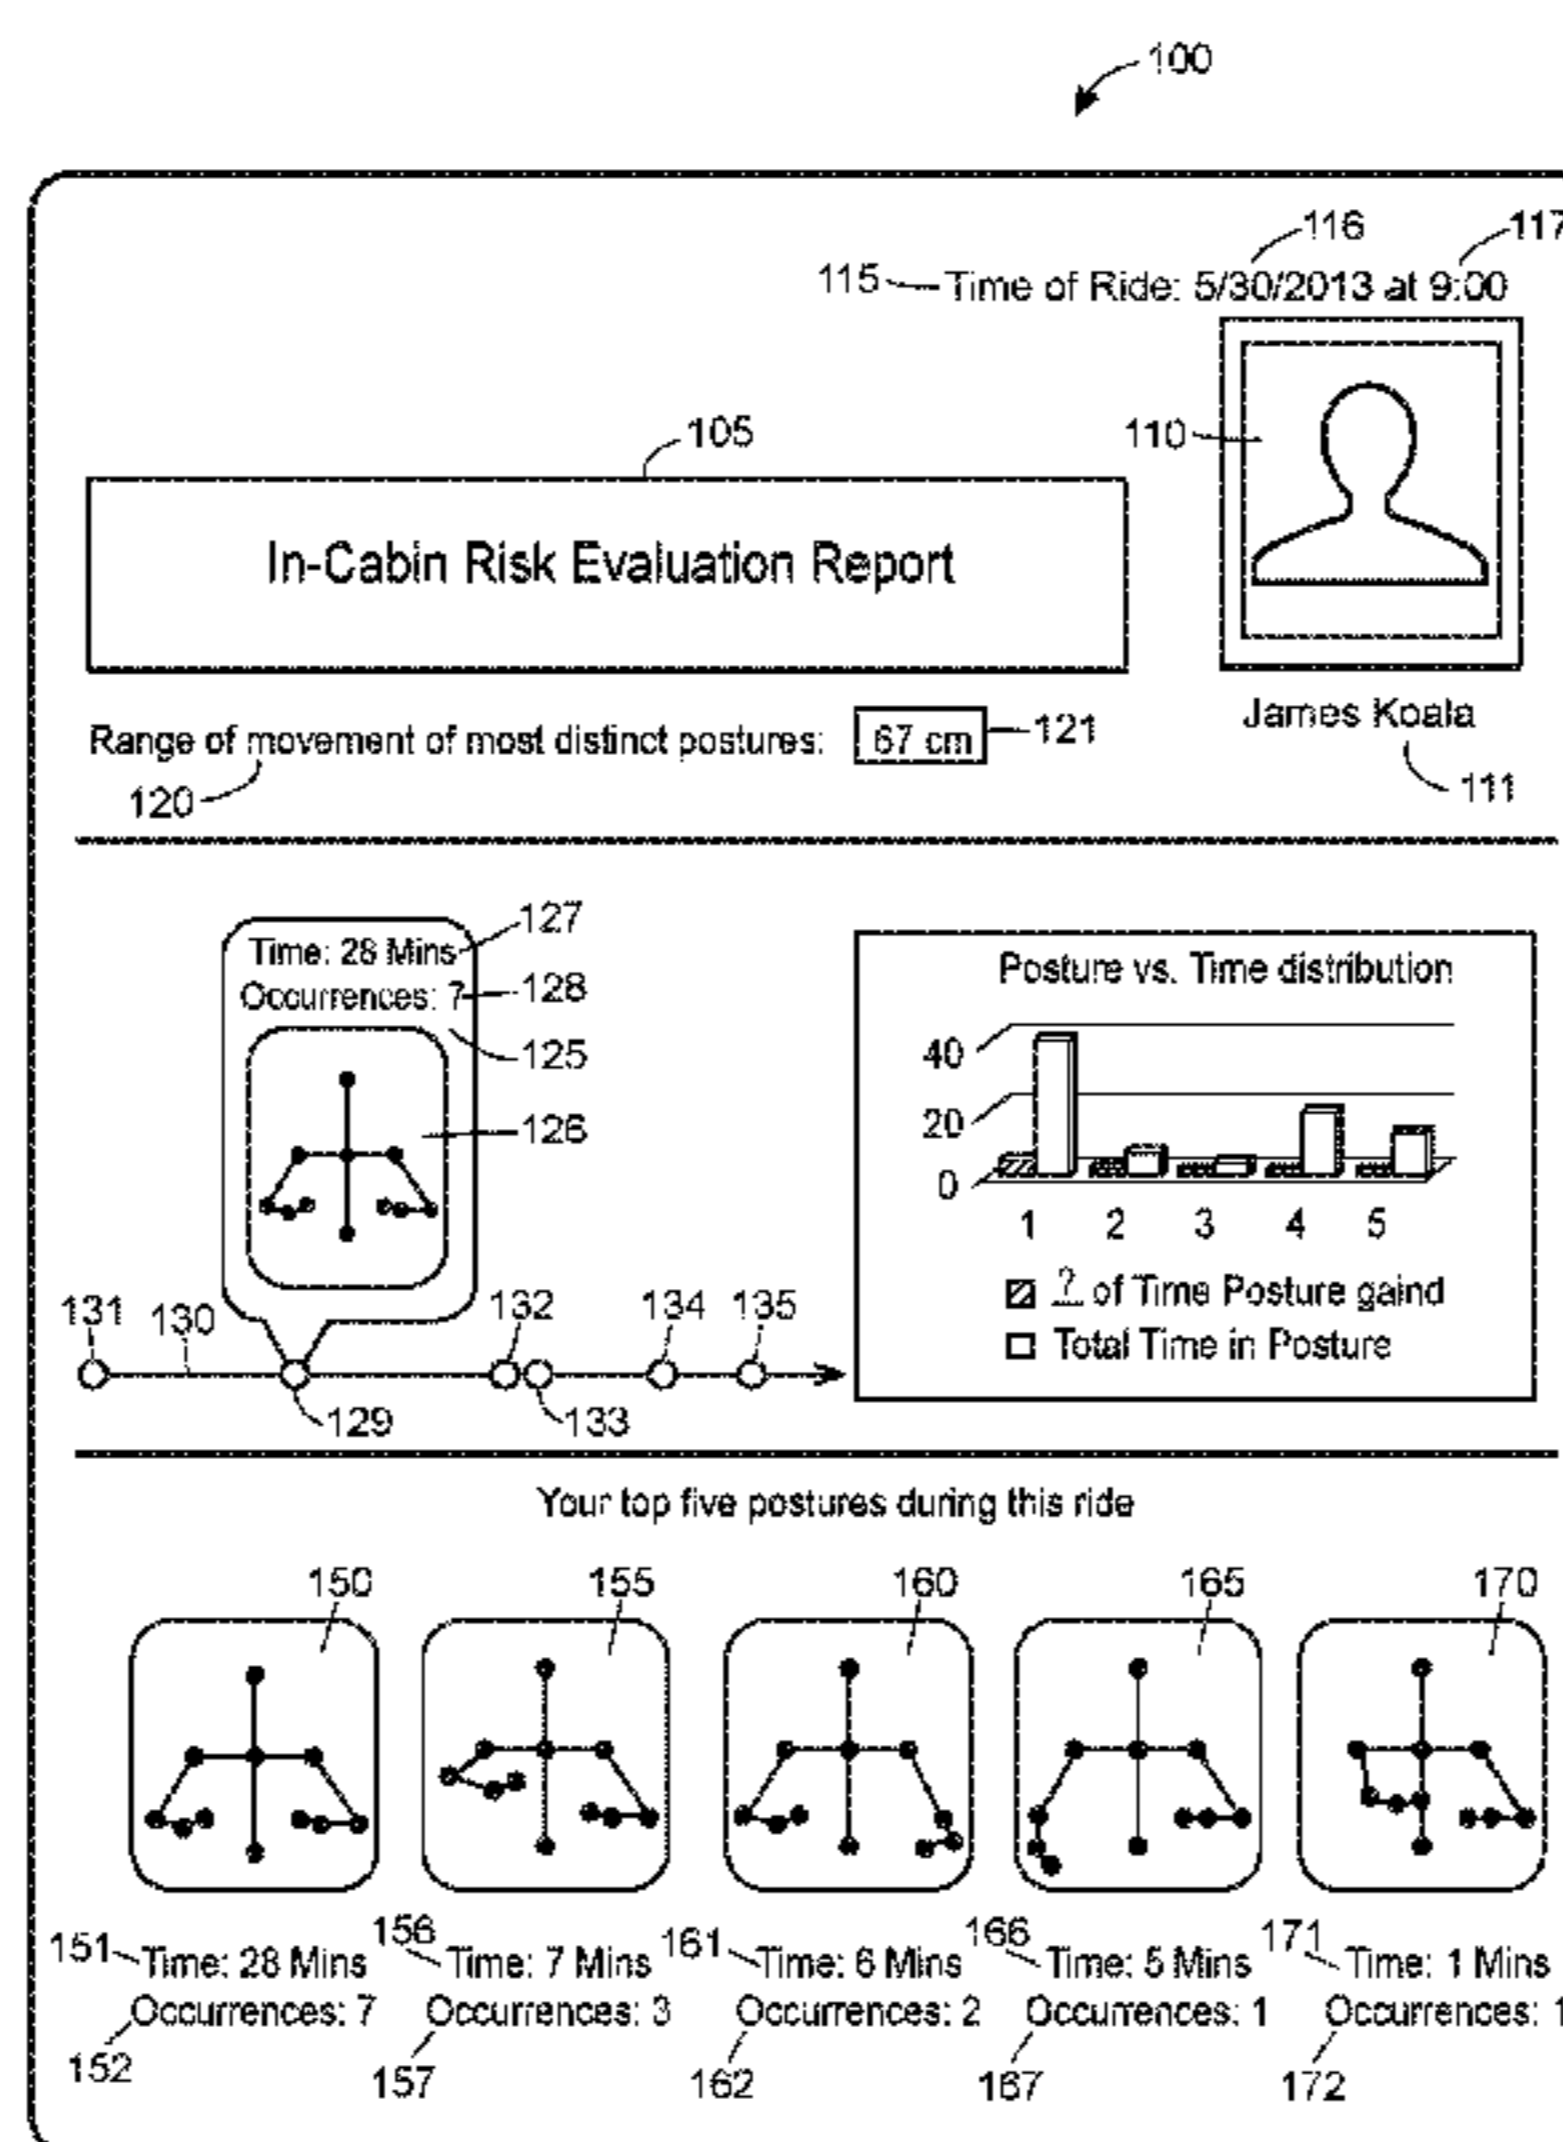 100
116
117
115 Time of Ride: 5/30/2013 at 9:00
105
110
In-Cabin Risk Evaluation Report
James Koala
111
Range of movement of most distinct postures: 67 cm 121
120
Time: 28 Mins 127
Occurrences: 7 128
125
126
131 130 132 134 135
129 133
Posture vs. Time distribution
40
20
0
1 2 3 4 5
? of Time Posture gaind
Total Time in Posture
Your top five postures during this ride
150 155 160 165 170
151 Time: 28 Mins 156 Time: 7 Mins 161 Time: 6 Mins 166 Time: 5 Mins 171 Time: 1 Mins
Occurrences: 7 Occurrences: 3 Occurrences: 2 Occurrences: 1 Occurrences: 1
152 157 162 167 172